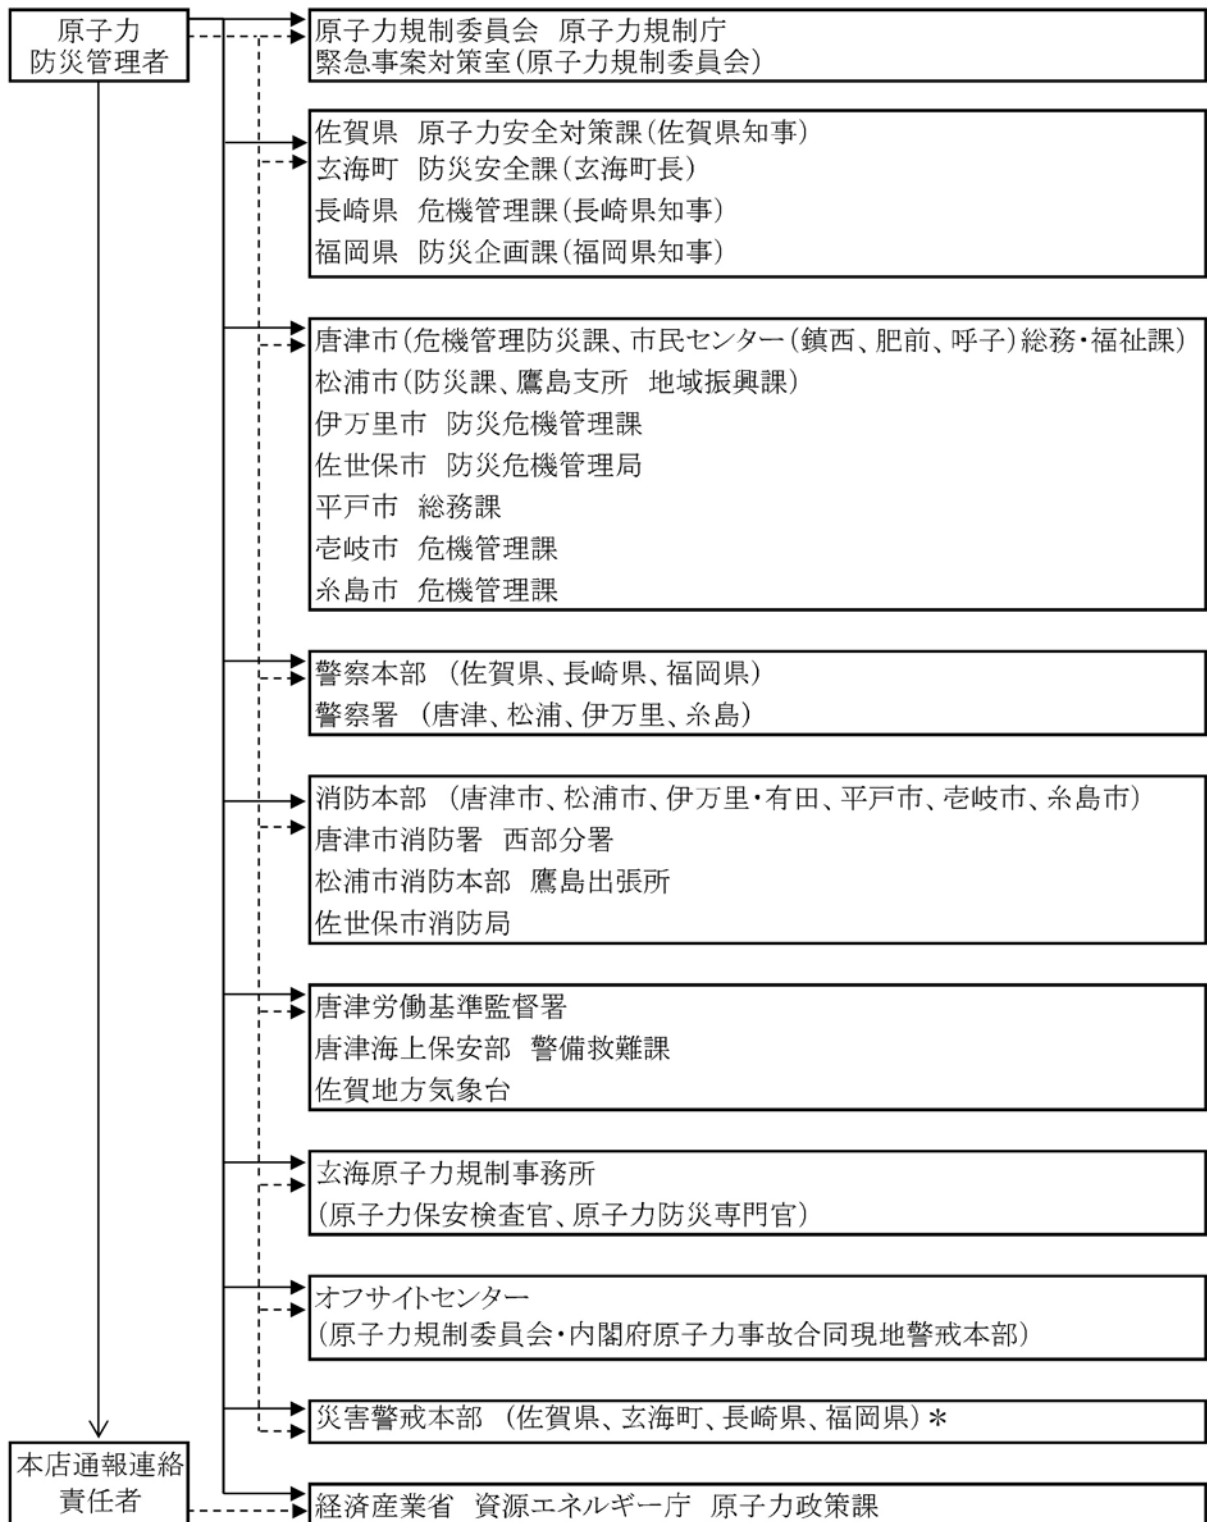 原子力
防災管理者
原子力規制委員会 原子力規制庁
緊急事案対策室(原子力規制委員会)
佐賀県 原子力安全対策課(佐賀県知事)
玄海町 防災安全課(玄海町長)
長崎県 危機管理課(長崎県知事)
福岡県 防災企画課(福岡県知事)
唐津市(危機管理防災課、市民センター(鎮西、肥前、呼子)総務・福祉課)
松浦市(防災課、鷹島支所 地域振興課)
伊万里市 防災危機管理課
佐世保市 防災危機管理局
平戸市 総務課
壱岐市 危機管理課
糸島市 危機管理課
警察本部 (佐賀県、長崎県、福岡県)
警察署 (唐津、松浦、伊万里、糸島)
消防本部 (唐津市、松浦市、伊万里・有田、平戸市、壱岐市、糸島市)
唐津市消防署 西部分署
松浦市消防本部 鷹島出張所
佐世保市消防局
唐津労働基準監督署
唐津海上保安部 警備救難課
佐賀地方気象台
玄海原子力規制事務所
(原子力保安検査官、原子力防災専門官)
オフサイトセンター
(原子力規制委員会・内閣府原子力事故合同現地警戒本部)
災害警戒本部 (佐賀県、玄海町、長崎県、福岡県)＊
本店通報連絡
責任者
経済産業省 資源エネルギー庁 原子力政策課